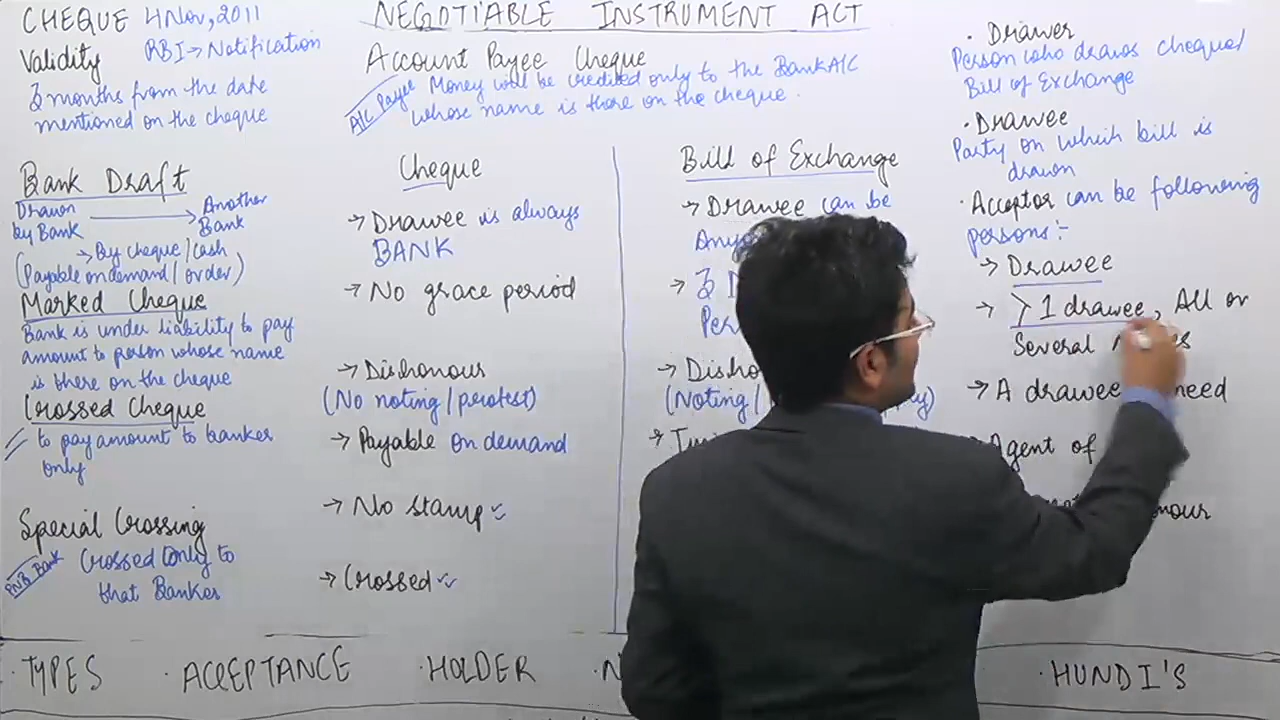 CHEQUE 4 Nov, 2011
RBI → Notification
Validity
3 months from the date
mentioned on the cheque
Bank Draft
Drawn → Another
by Bank Bank
→ By cheque/cash
(Payable on demand/order)
Marked Cheque
Bank is under liability to pay
amount to person whose name
is there on the cheque
Crossed Cheque
to pay amount to banker
only
Special Crossing
PNB Bank Crossed only to
that Banker
NEGOTIABLE INSTRUMENT ACT
Account Payee Cheque
A/C Payee Money will be credited only to the Bank A/C
whose name is there on the cheque.
Cheque
→ Drawee is always
BANK
→ No grace period
→ Dishonour
(No noting/protest)
→ Payable on demand
→ No stamp
→ Crossed
Bill of Exchange
→ Drawee can be
→ 3
→
(Noting/
→
· Drawer
Person who draws cheque/
Bill of Exchange
· Drawee
Party on which bill is
drawn
· Acceptor can be following
persons:-
→ Drawee
→ > 1 drawee, All or
Several
→ A drawee need
Agent of
· TYPES · ACCEPTANCE · HOLDER · HUNDI'S